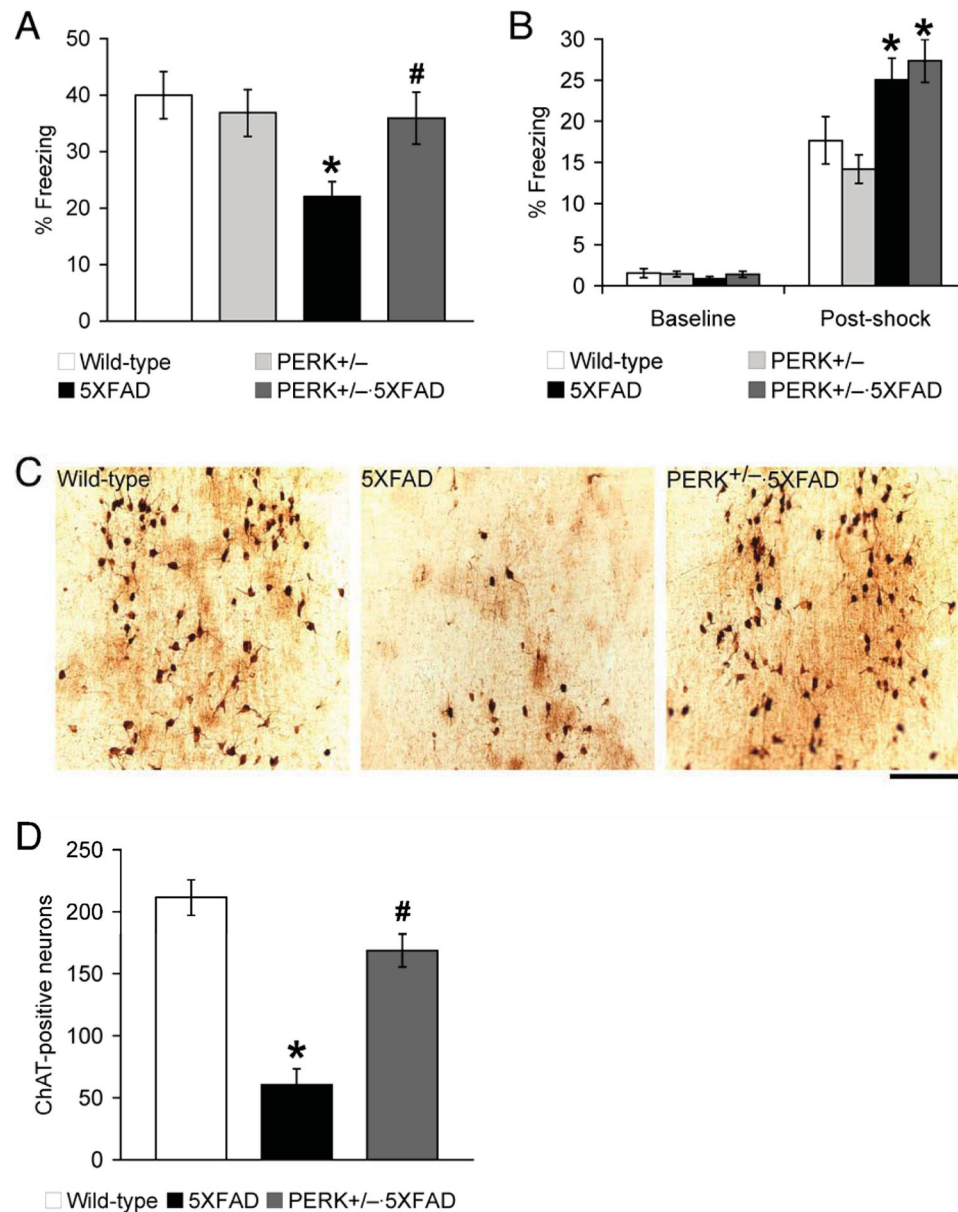 A
50
40
30
20
10
0
% Freezing
*
#
Wild-type PERK+/–
5XFAD PERK+/–·5XFAD
B
30
25
20
15
10
5
0
% Freezing
* *
Baseline Post-shock
Wild-type PERK+/–
5XFAD PERK+/–·5XFAD
C
Wild-type 5XFAD PERK+/–·5XFAD
D
250
200
150
100
50
0
ChAT-positive neurons
*
#
Wild-type 5XFAD PERK+/–·5XFAD